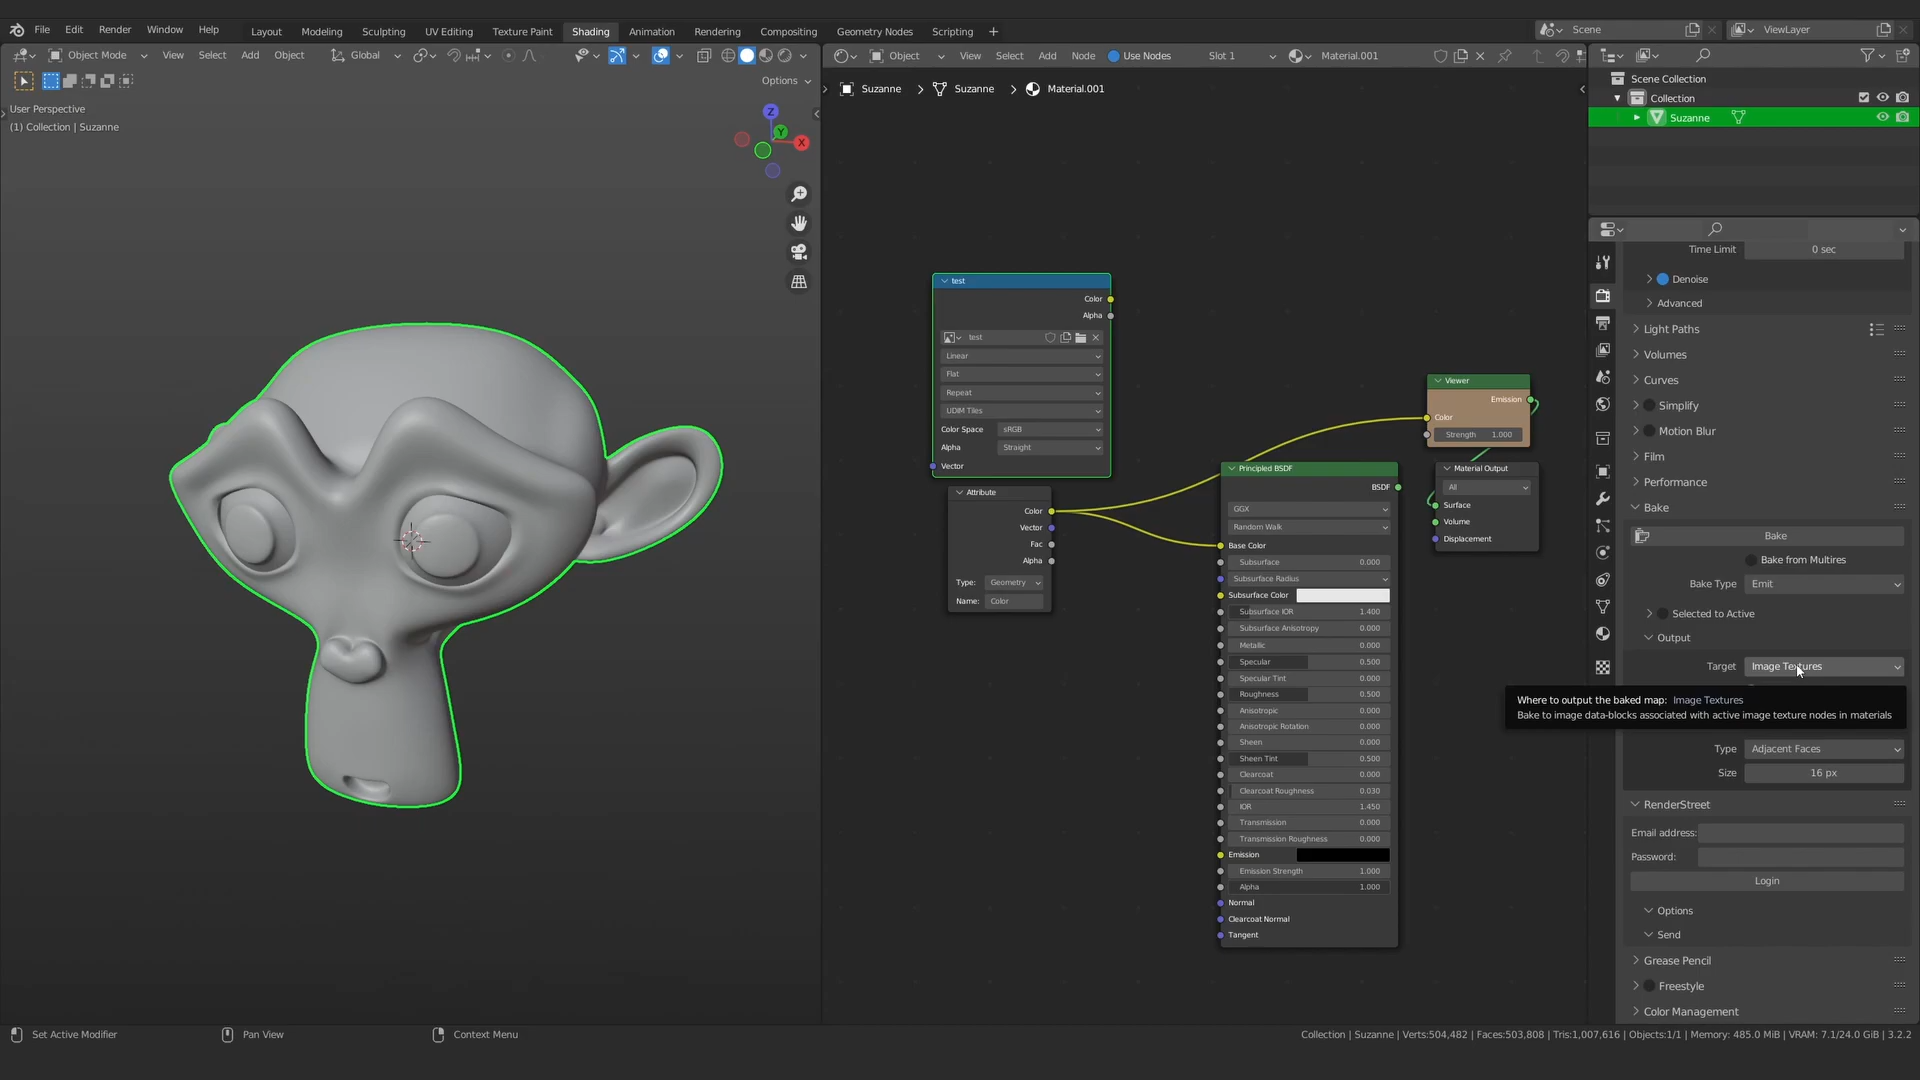 File Edit Render Window Help Layout Modeling Sculpting UV Editing Texture Paint Shading Animation Rendering Compositing Geometry Nodes Scripting + Scene ViewLayer
Object Mode View Select Add Object Global Object View Select Add Node Use Nodes Slot 1 Material.001
Options
User Perspective
(1) Collection | Suzanne
Z
Y
X
Suzanne Suzanne Material.001
test
Color
Alpha
test
Linear
Flat
Repeat
UDIM Tiles
Color Space sRGB
Alpha Straight
Vector
Attribute
Color
Vector
Fac
Alpha
Type: Geometry
Name: Color
Viewer
Emission
Color
Strength 1.000
Principled BSDF
BSDF
GGX
Random Walk
Base Color
Subsurface 0.000
Subsurface Radius
Subsurface Color
Subsurface IOR 1.400
Subsurface Anisotropy 0.000
Metallic 0.000
Specular 0.500
Specular Tint 0.000
Roughness 0.500
Anisotropic 0.000
Anisotropic Rotation 0.000
Sheen 0.000
Sheen Tint 0.500
Clearcoat 0.000
Clearcoat Roughness 0.030
IOR 1.450
Transmission 0.000
Transmission Roughness 0.000
Emission
Emission Strength 1.000
Alpha 1.000
Normal
Clearcoat Normal
Tangent
Material Output
All
Surface
Volume
Displacement
Scene Collection
Collection
Suzanne
Time Limit 0 sec
Denoise
Advanced
Light Paths
Volumes
Curves
Simplify
Motion Blur
Film
Performance
Bake
Bake
Bake from Multires
Bake Type Emit
Selected to Active
Output
Target Image Textures
Where to output the baked map: Image Textures
Bake to image data-blocks associated with active image texture nodes in materials
Type Adjacent Faces
Size 16 px
RenderStreet
Email address:
Password:
Login
Options
Send
Grease Pencil
Freestyle
Color Management
Set Active Modifier Pan View Context Menu Collection | Suzanne | Verts:504,482 | Faces:503,808 | Tris:1,007,616 | Objects:1/1 | Memory: 485.0 MiB | VRAM: 7.1/24.0 GiB | 3.2.2